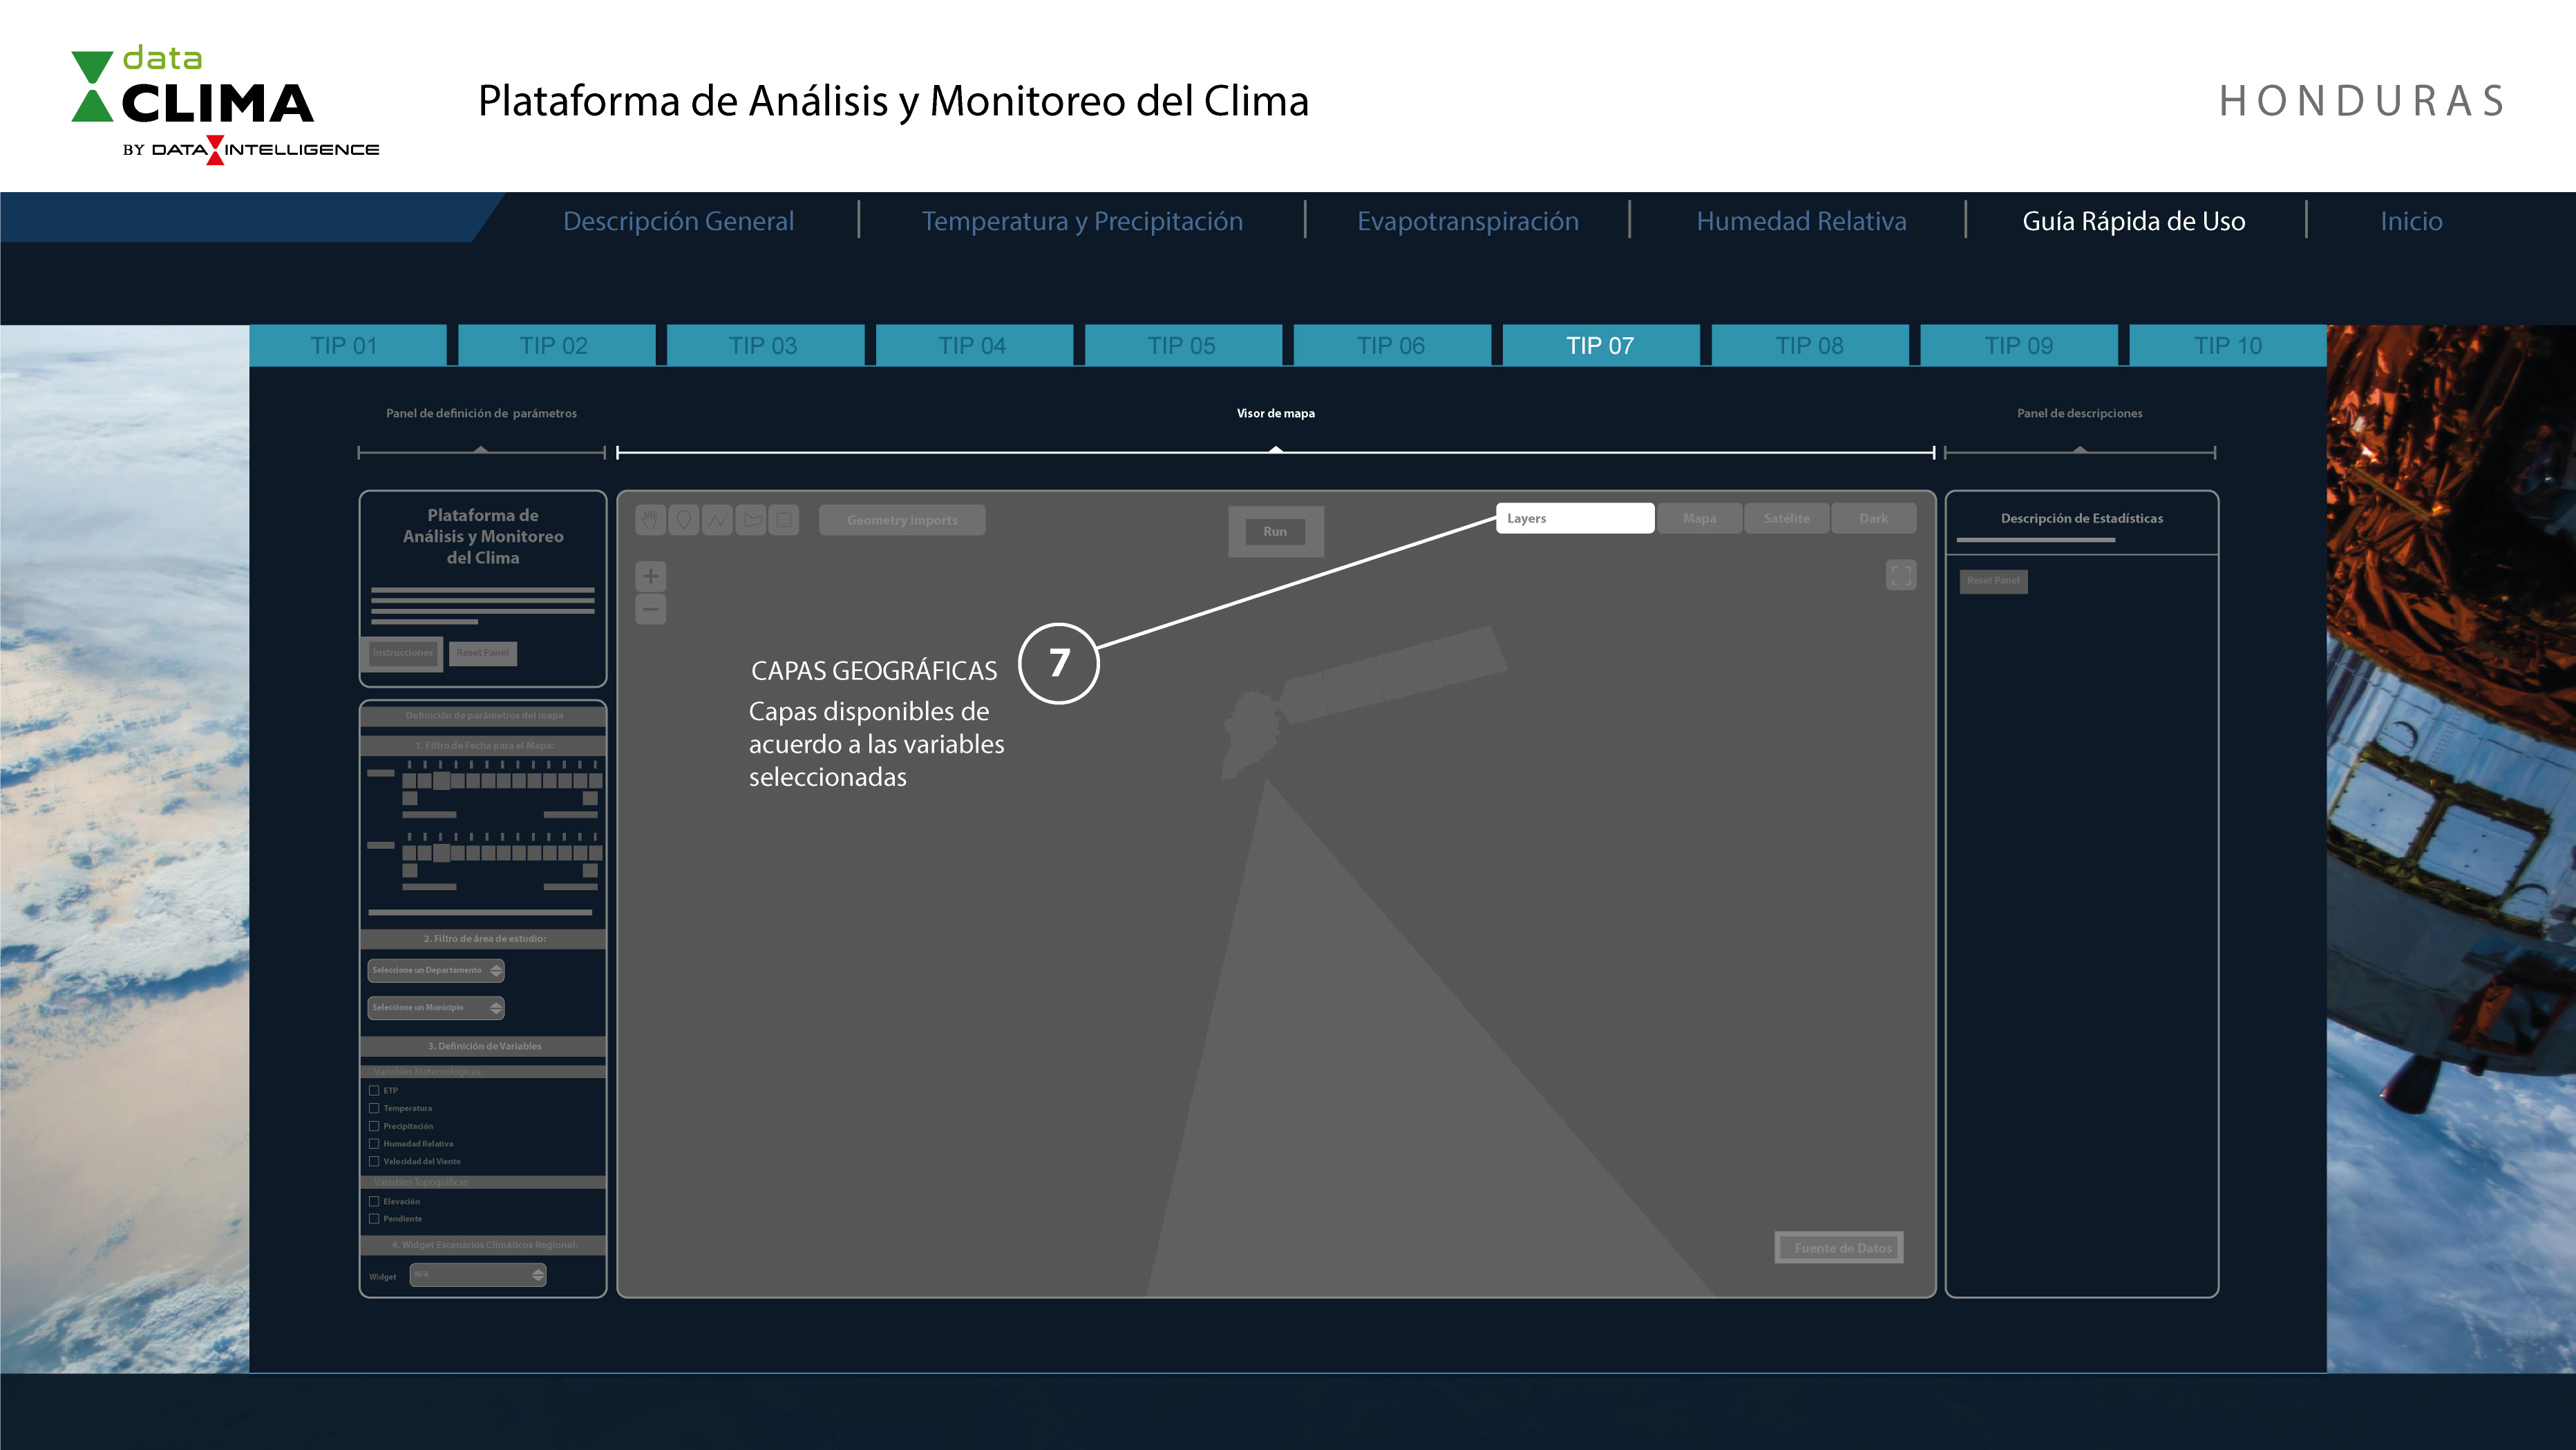 data
CLIMA
BY DATA INTELLIGENCE
Plataforma de Análisis y Monitoreo del Clima
HONDURAS
Descripción General
Temperatura y Precipitación
Evapotranspiración
Humedad Relativa
Guía Rápida de Uso
Inicio
TIP 01
TIP 02
TIP 03
TIP 04
TIP 05
TIP 06
TIP 07
TIP 08
TIP 09
TIP 10
Panel de definición de parámetros
Visor de mapa
Panel de descripciones
Plataforma de
Análisis y Monitoreo
del Clima
Instrucciones
Reset Panel
Definición de parámetros del mapa
1. Filtro de Fecha para el Mapa:
2. Filtro de área de estudio:
Seleccione un Departamento
Seleccione un Municipio
3. Definición de Variables
Variables Meteorológicas:
ETP
Temperatura
Precipitación
Humedad Relativa
Velocidad del Viento
Variables Topográficas
Elevación
Pendiente
4. Widget Escenarios Climáticos Regional:
Widget
N/A
Geometry imports
Run
Layers
Mapa
Satélite
Dark
7
CAPAS GEOGRÁFICAS
Capas disponibles de
acuerdo a las variables
seleccionadas
Fuente de Datos
Descripción de Estadísticas
Reset Panel